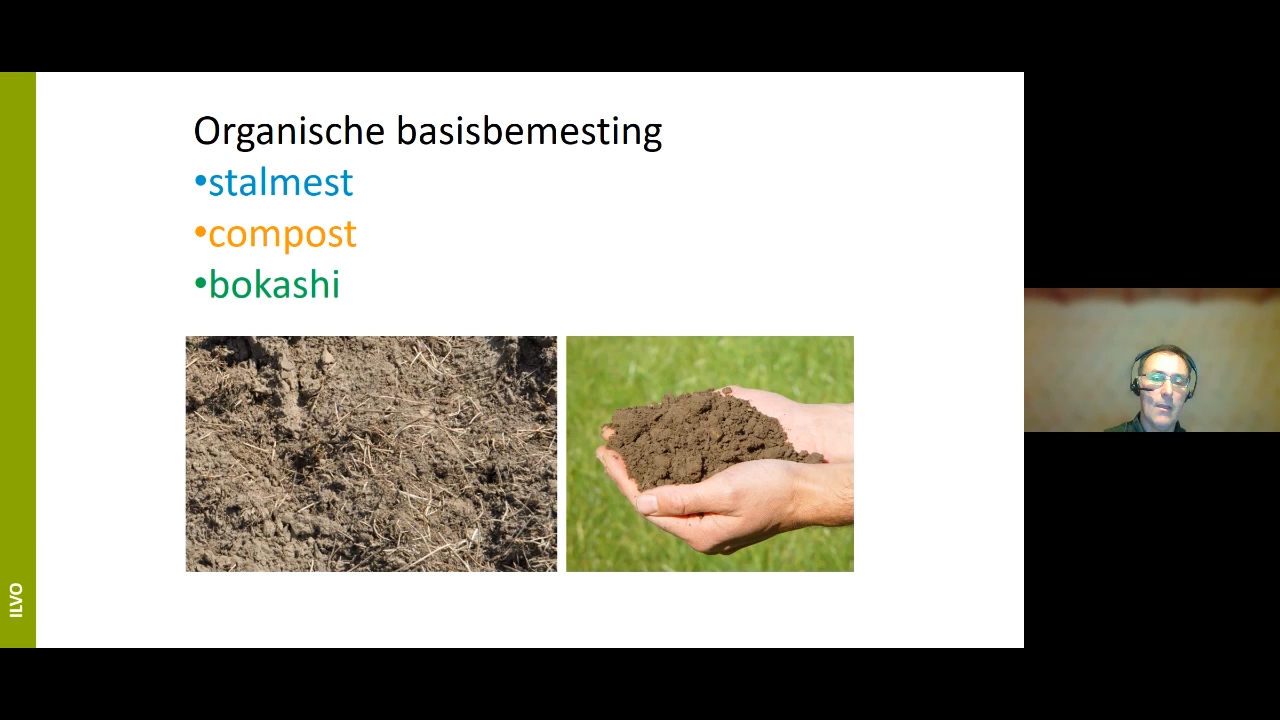 Organische basisbemesting
•stalmest
•compost
•bokashi
ILVO